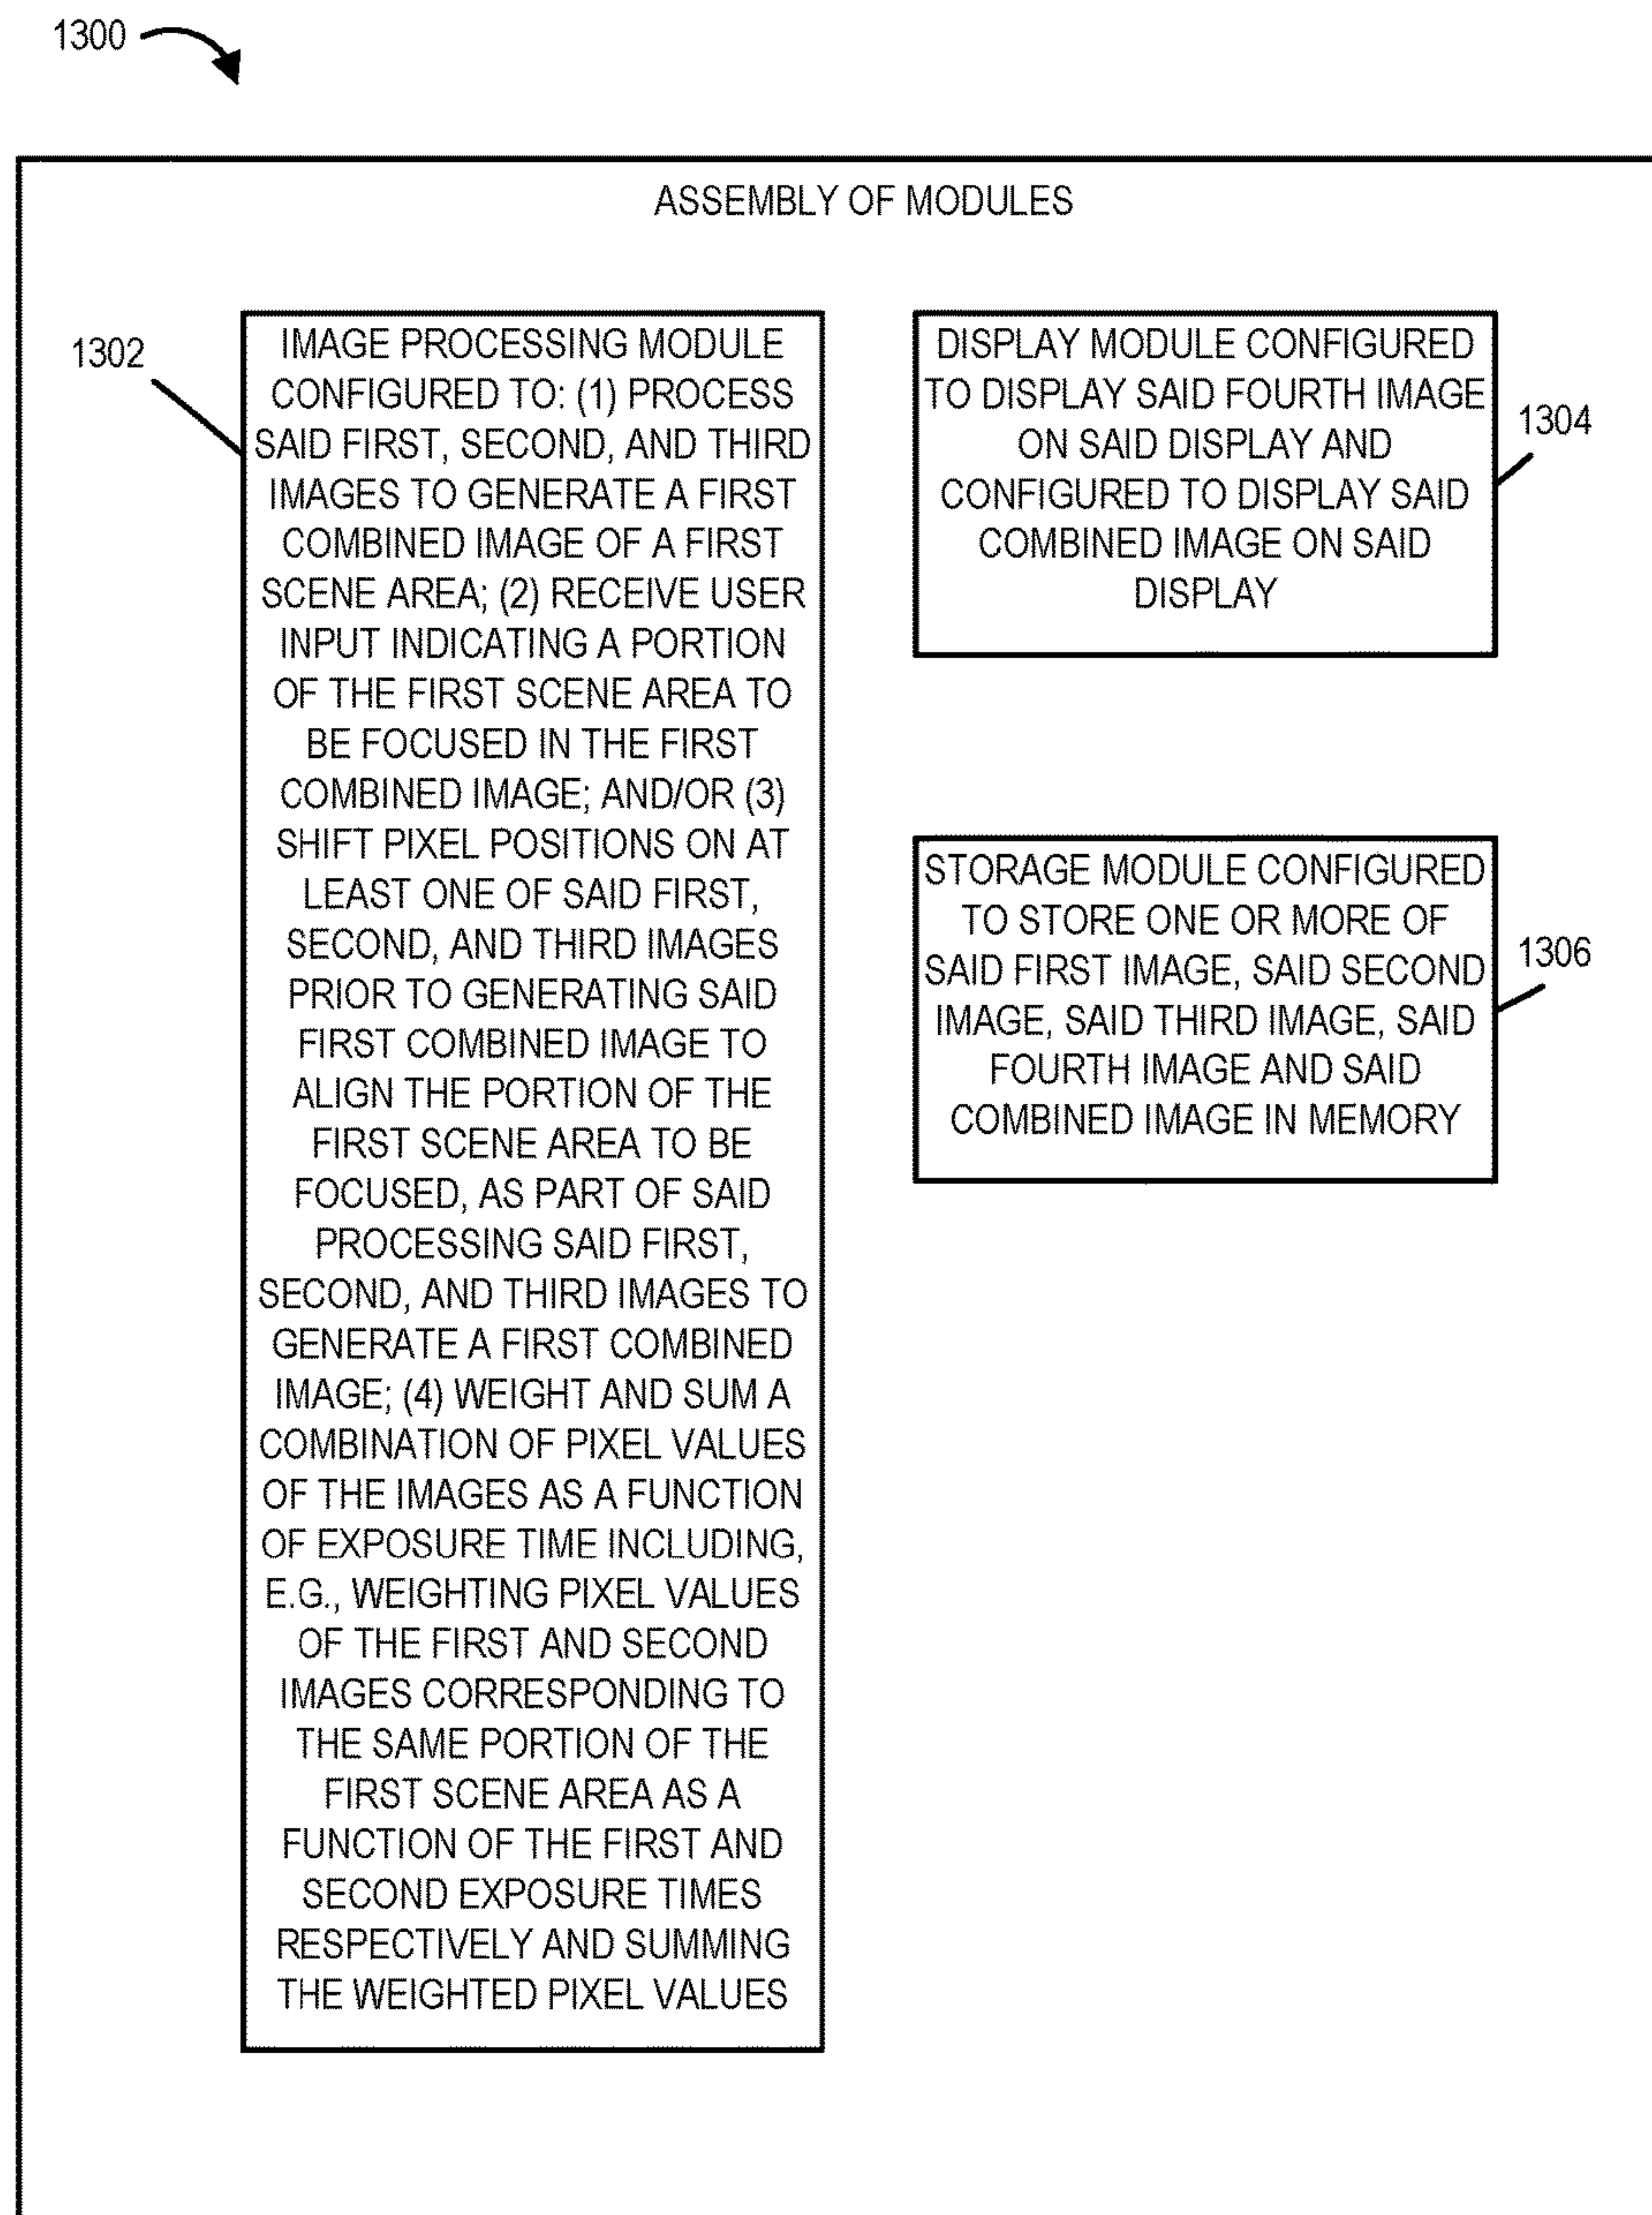 1300
ASSEMBLY OF MODULES
1302
IMAGE PROCESSING MODULE
CONFIGURED TO: (1) PROCESS
SAID FIRST, SECOND, AND THIRD
IMAGES TO GENERATE A FIRST
COMBINED IMAGE OF A FIRST
SCENE AREA; (2) RECEIVE USER
INPUT INDICATING A PORTION
OF THE FIRST SCENE AREA TO
BE FOCUSED IN THE FIRST
COMBINED IMAGE; AND/OR (3)
SHIFT PIXEL POSITIONS ON AT
LEAST ONE OF SAID FIRST,
SECOND, AND THIRD IMAGES
PRIOR TO GENERATING SAID
FIRST COMBINED IMAGE TO
ALIGN THE PORTION OF THE
FIRST SCENE AREA TO BE
FOCUSED, AS PART OF SAID
PROCESSING SAID FIRST,
SECOND, AND THIRD IMAGES TO
GENERATE A FIRST COMBINED
IMAGE; (4) WEIGHT AND SUM A
COMBINATION OF PIXEL VALUES
OF THE IMAGES AS A FUNCTION
OF EXPOSURE TIME INCLUDING,
E.G., WEIGHTING PIXEL VALUES
OF THE FIRST AND SECOND
IMAGES CORRESPONDING TO
THE SAME PORTION OF THE
FIRST SCENE AREA AS A
FUNCTION OF THE FIRST AND
SECOND EXPOSURE TIMES
RESPECTIVELY AND SUMMING
THE WEIGHTED PIXEL VALUES
DISPLAY MODULE CONFIGURED
TO DISPLAY SAID FOURTH IMAGE
ON SAID DISPLAY AND
CONFIGURED TO DISPLAY SAID
COMBINED IMAGE ON SAID
DISPLAY
1304
STORAGE MODULE CONFIGURED
TO STORE ONE OR MORE OF
SAID FIRST IMAGE, SAID SECOND
IMAGE, SAID THIRD IMAGE, SAID
FOURTH IMAGE AND SAID
COMBINED IMAGE IN MEMORY
1306